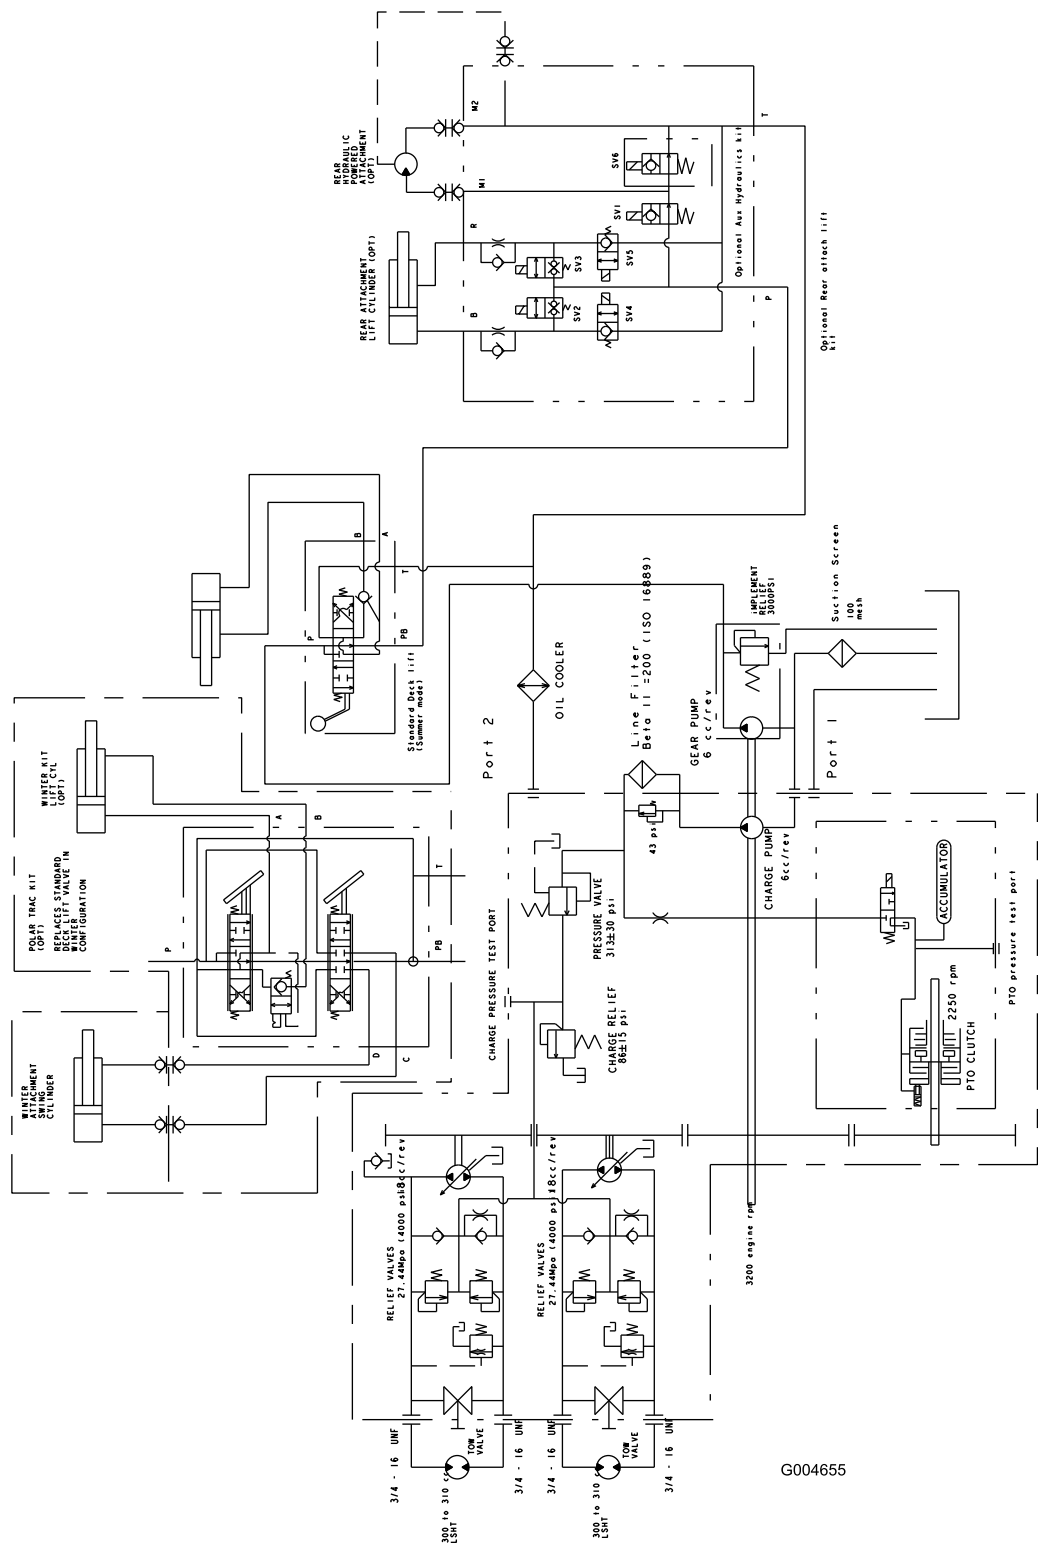 M2
T
REAR
HYDRAULIC
POWERED
ATTACHMENT
(OPT)
M1
SV6
SV1
Optional Aux Hydraulics kit
R
REAR ATTACHMENT
LIFT CYLINDER (OPT)
SV3
SV5
B
SV2
SV4
P
Optional Rear attach lift
kit
B
A
T
P
PB
Standard Deck lift
(Summer mode)
OIL COOLER
Port 2
Line Filter
Beta 11 =200 (ISO 16889)
IMPLEMENT
RELIEF
3000PSI
Suction Screen
100
mesh
GEAR PUMP
6 cc/rev
Port 1
WINTER KIT
LIFT CYL
(OPT)
A
B
POLAR TRAC KIT
(OPT)
REPLACES STANDARD
DECK LIFT VALVE IN
WINTER
CONFIGURATION
P
T
PB
43 psi
CHARGE PUMP
6cc/rev
PRESSURE VALVE
313±30 psi
CHARGE PRESSURE TEST PORT
CHARGE RELIEF
86±15 psi
ACCUMULATOR
PTO pressure test port
2250 rpm
PTO CLUTCH
WINTER
ATTACHMENT
SWING
CYLINDER
D
C
18cc/rev
RELIEF VALVES
27.44Mpa (4000 psi)
18cc/rev
RELIEF VALVES
27.44Mpa (4000 psi)
3200 engine rpm
TOW
VALVE
TOW
VALVE
3/4 - 16 UNF
3/4 - 16 UNF
3/4 - 16 UNF
3/4 - 16 UNF
300 to 310 cc
LSHT
300 to 310 c
LSHT
G004655